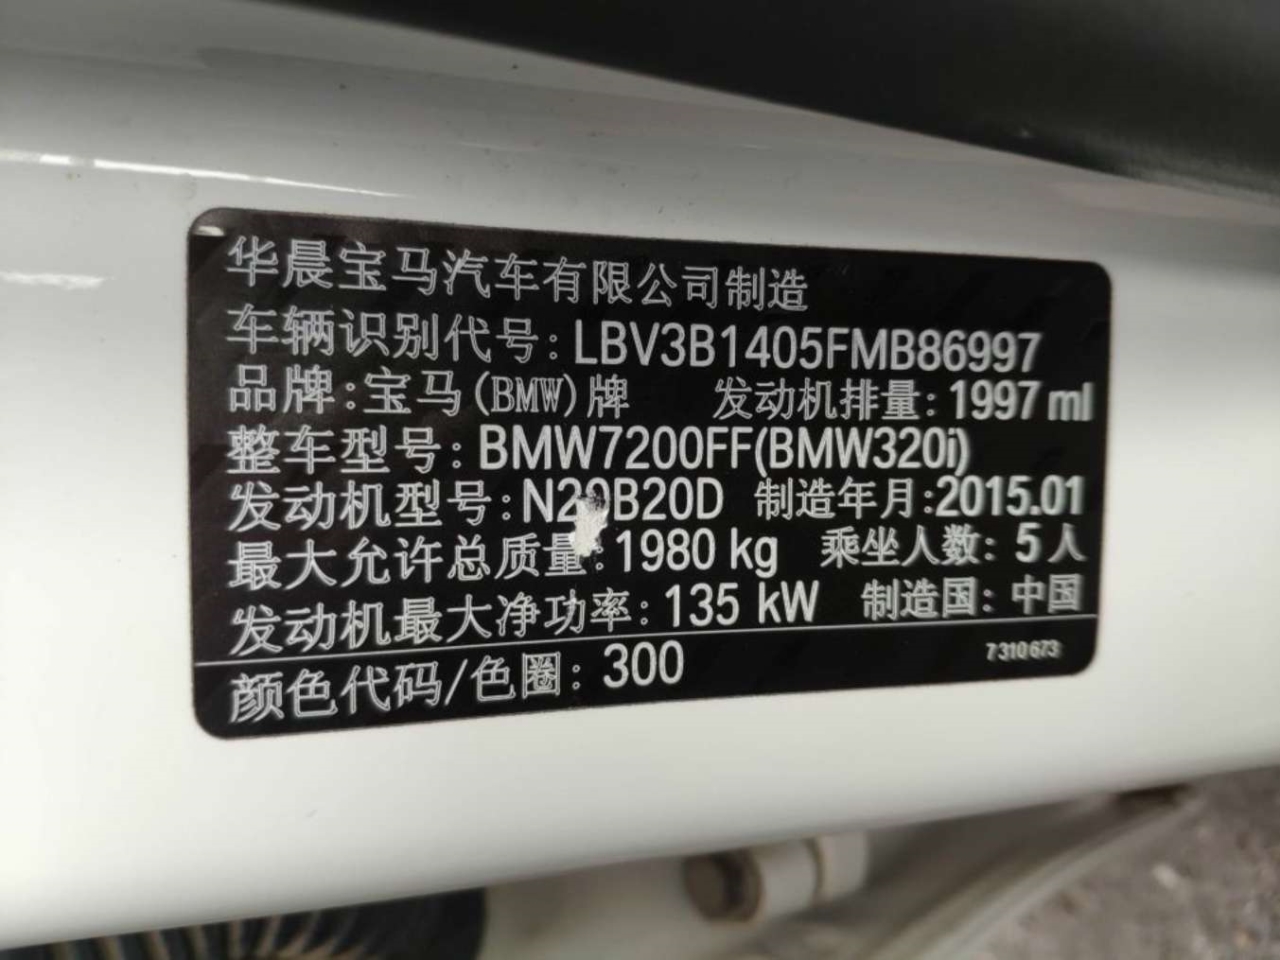 华晨宝马汽车有限公司制造
车辆识别代号: LBV3B1405FMB86997
品牌:宝马(BMW)牌 发动机排量: 1997 ml
整车型号: BMW7200FF(BMW320i)
发动机型号: N20B20D 制造年月:2015.01
最大允许总质量: 1980 kg 乘坐人数: 5人
发动机最大净功率: 135 kW 制造国: 中国
颜色代码/色圈: 300 7310673